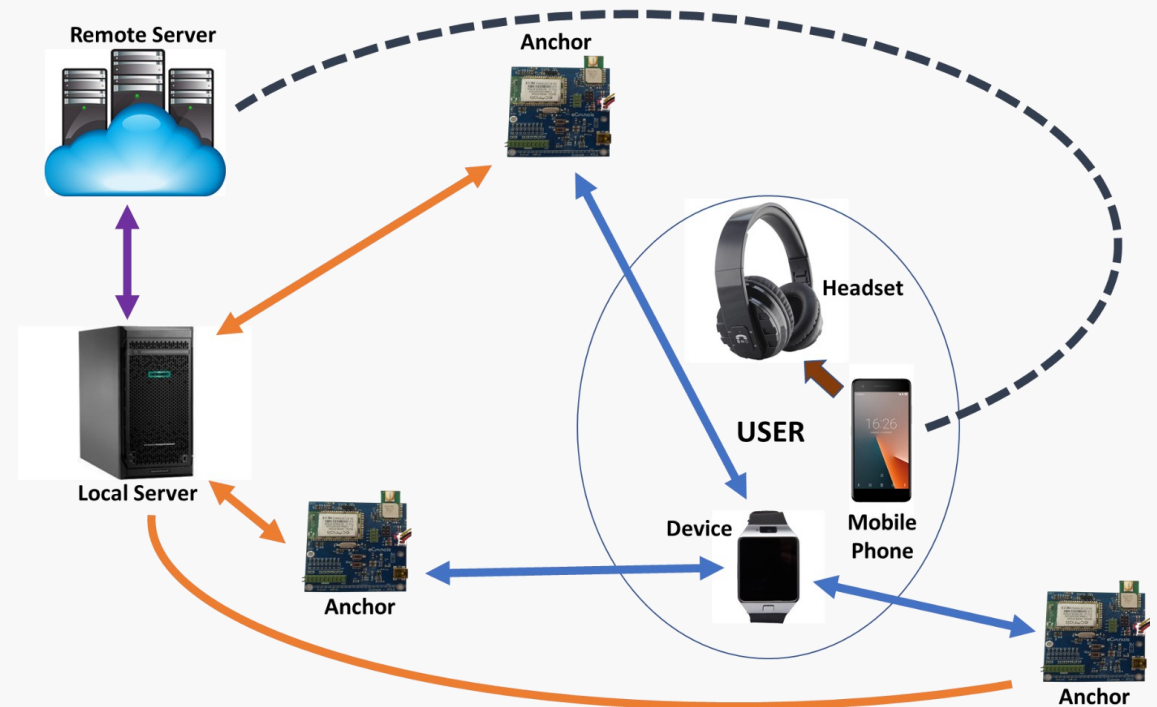 Remote Server
Anchor
Headset
USER
16:26
Local Server
Device
Mobile
Phone
Anchor
Anchor